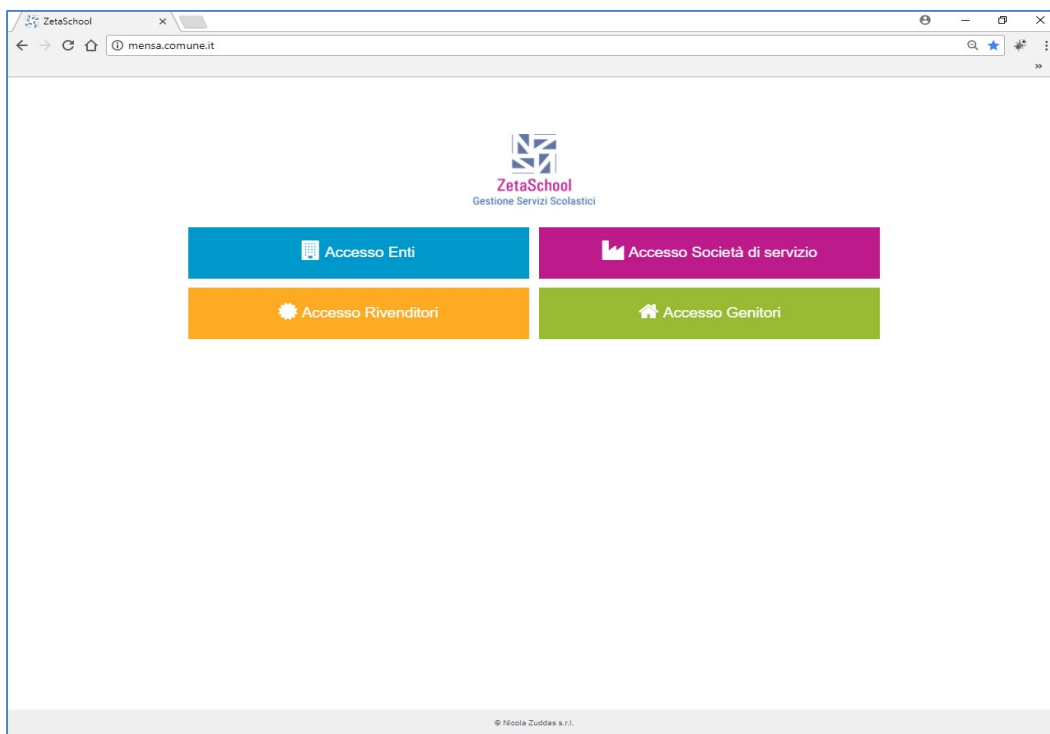 ZetaSchool
mensa.comune.it
ZetaSchool
Gestione Servizi Scolastici
Accesso Enti
Accesso Società di servizio
Accesso Rivenditori
Accesso Genitori
© Nicola Zuddas s.r.l.